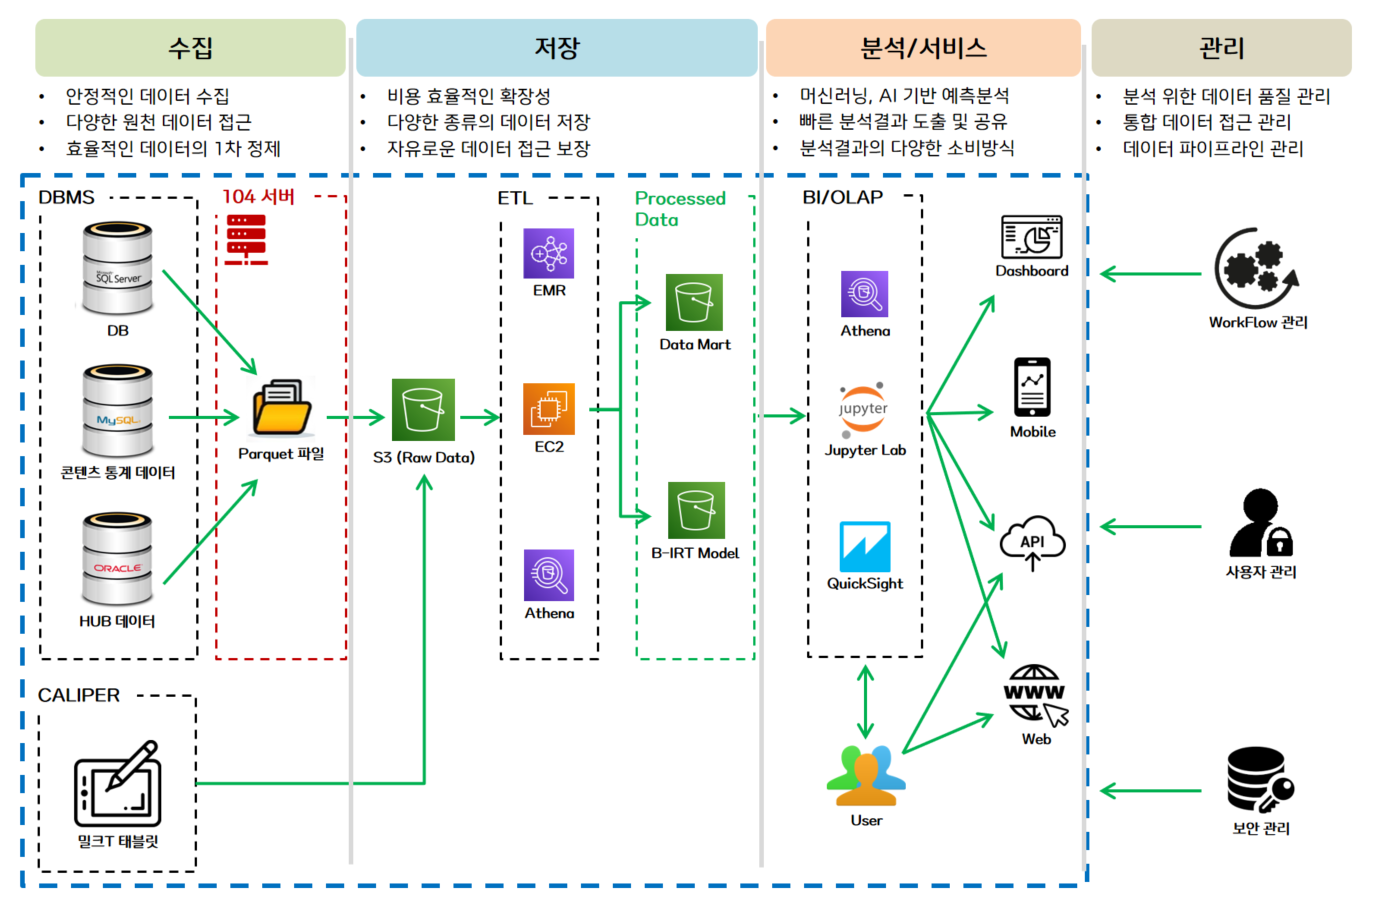 수집
• 안정적인 데이터 수집
• 다양한 원천 데이터 접근
• 효율적인 데이터의 1차 정제
저장
• 비용 효율적인 확장성
• 다양한 종류의 데이터 저장
• 자유로운 데이터 접근 보장
분석/서비스
• 머신러닝, AI 기반 예측분석
• 빠른 분석결과 도출 및 공유
• 분석결과의 다양한 소비방식
관리
• 분석 위한 데이터 품질 관리
• 통합 데이터 접근 관리
• 데이터 파이프라인 관리
DBMS
SQL Server
DB
MySQL
콘텐츠 통계 데이터
ORACLE
HUB 데이터
104 서버
Parquet 파일
CALIPER
밀크T 태블릿
S3 (Raw Data)
ETL
EMR
EC2
Athena
Processed
Data
Data Mart
B-IRT Model
BI/OLAP
Athena
jupyter
Jupyter Lab
QuickSight
User
Dashboard
Mobile
API
WWW
Web
WorkFlow 관리
사용자 관리
보안 관리